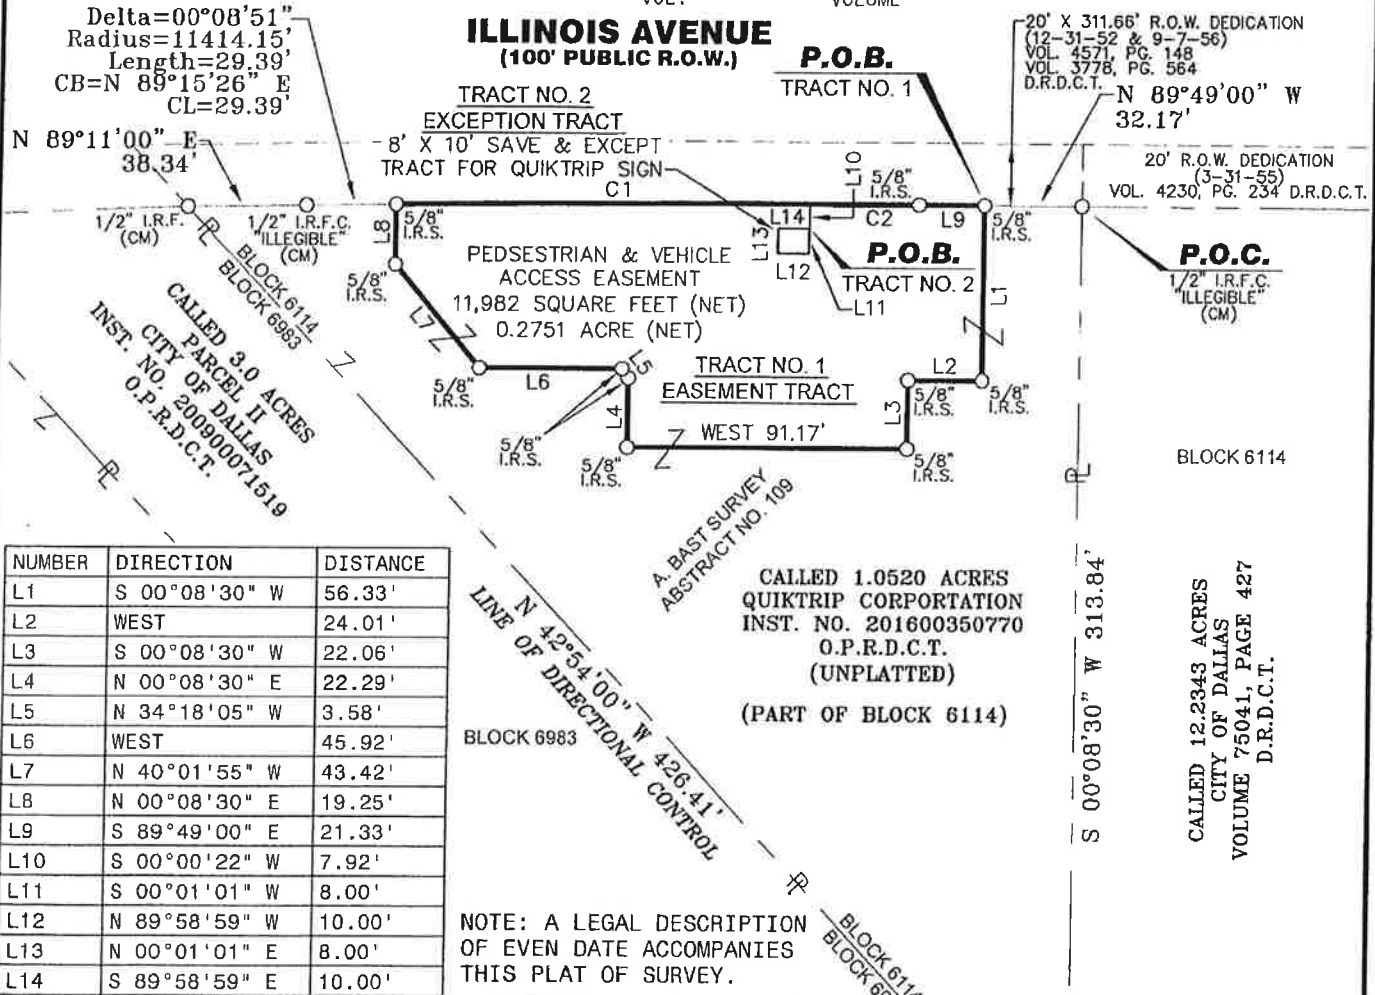 VOLUME
Delta=00°08'51"
Radius=11414.15'
Length=29.39'
CB=N 89°15'26" E
CL=29.39'
N 89°11'00" E
38.34'
ILLINOIS AVENUE
(100' PUBLIC R.O.W.)
P.O.B.
TRACT NO. 1
20' X 311.66' R.O.W. DEDICATION
(12-31-52 & 9-7-56)
VOL. 4571, PG. 148
VOL. 3778, PG. 564
D.R.D.C.T.
N 89°49'00" W
32.17'
TRACT NO. 2
EXCEPTION TRACT
8' X 10' SAVE & EXCEPT
TRACT FOR QUIKTRIP SIGN
20' R.O.W. DEDICATION
(3-31-55)
VOL. 4230, PG. 234 D.R.D.C.T.
C1
L10
5/8"
I.R.S.
1/2" I.R.F.
(CM)
1/2" I.R.F.C.
"ILLEGIBLE"
(CM)
L8
5/8"
I.R.S.
L14
C2
L9
5/8"
I.R.S.
L13
L12
P.O.B.
TRACT NO. 2
L11
L1
P.O.C.
1/2" I.R.F.C.
"ILLEGIBLE"
(CM)
PEDSESTRIAN & VEHICLE
ACCESS EASEMENT
11,982 SQUARE FEET (NET)
0.2751 ACRE (NET)
5/8"
I.R.S.
BLOCK 6114
BLOCK 6983
CALLED 3.0 ACRES
PARCEL II
CITY OF DALLAS
INST. NO. 200900071519
O.P.R.D.C.T.
L7
5/8"
I.R.S.
L6
L5
TRACT NO. 1
EASEMENT TRACT
L2
5/8"
I.R.S.
5/8"
I.R.S.
L4
L3
5/8"
I.R.S.
WEST 91.17'
5/8"
I.R.S.
5/8"
I.R.S.
BLOCK 6114
A. BAST SURVEY
ABSTRACT NO. 109
CALLED 1.0520 ACRES
QUIKTRIP CORPORTATION
INST. NO. 201600350770
O.P.R.D.C.T.
(UNPLATTED)
(PART OF BLOCK 6114)
S 00°08'30" W 313.84'
CALLED 12.2343 ACRES
CITY OF DALLAS
VOLUME 75041, PAGE 427
D.R.D.C.T.
N 42°54'00" W 426.41'
LINE OF DIRECTIONAL CONTROL
BLOCK 6983
NUMBER DIRECTION DISTANCE
L1 S 00°08'30" W 56.33'
L2 WEST 24.01'
L3 S 00°08'30" W 22.06'
L4 N 00°08'30" E 22.29'
L5 N 34°18'05" W 3.58'
L6 WEST 45.92'
L7 N 40°01'55" W 43.42'
L8 N 00°08'30" E 19.25'
L9 S 89°49'00" E 21.33'
L10 S 00°00'22" W 7.92'
L11 S 00°01'01" W 8.00'
L12 N 89°58'59" W 10.00'
L13 N 00°01'01" E 8.00'
L14 S 89°58'59" E 10.00'
NOTE: A LEGAL DESCRIPTION
OF EVEN DATE ACCOMPANIES
THIS PLAT OF SURVEY.
BLOCK 6114
BLOCK